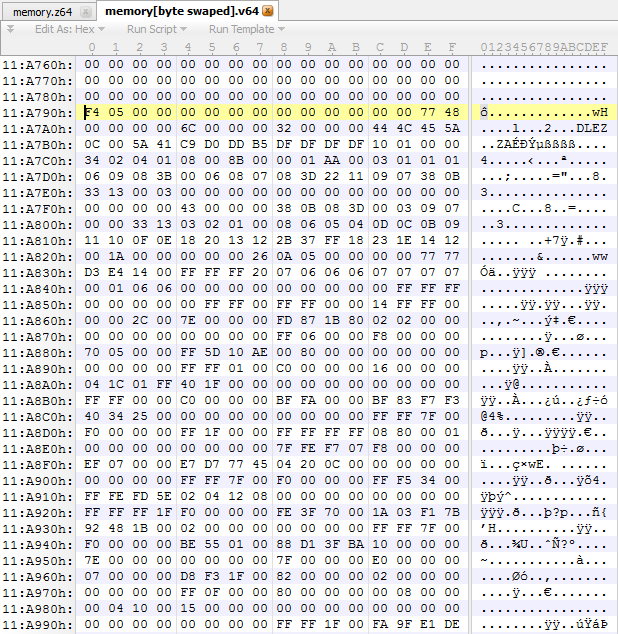 memory.z64 memory[byte swaped].v64
Edit As: Hex Run Script Run Template
0 1 2 3 4 5 6 7 8 9 A B C D E F 0123456789ABCDEF
11:A760h: 00 00 00 00 00 00 00 00 00 00 00 00 00 00 00 00 ................
11:A770h: 00 00 00 00 00 00 00 00 00 00 00 00 00 00 00 00 ................
11:A780h: 00 00 00 00 00 00 00 00 00 00 00 00 00 00 00 00 ................
11:A790h: F4 05 00 00 00 00 00 00 00 00 00 00 00 00 77 48 ô.............wH
11:A7A0h: 00 00 00 00 6C 00 00 00 32 00 00 00 44 4C 45 5A ....l...2...DLEZ
11:A7B0h: 0C 00 5A 41 C9 D0 DD B5 DF DF DF DF 10 01 00 00 ..ZAÉÐÝµßßßß....
11:A7C0h: 34 02 04 01 08 00 8B 00 00 01 AA 00 03 01 01 01 4.....‹...ª.....
11:A7D0h: 06 09 08 3B 00 06 08 07 08 3D 22 11 09 07 38 0B ...;.....="...8.
11:A7E0h: 33 13 00 03 00 00 00 00 00 00 00 00 00 00 00 00 3...............
11:A7F0h: 00 00 00 00 43 00 00 00 38 0B 08 3D 00 03 09 07 ....C...8..=....
11:A800h: 00 00 33 13 03 02 01 00 08 06 05 04 0D 0C 0B 09 ..3.............
11:A810h: 11 10 0F 0E 18 20 13 12 2B 37 FF 18 23 1E 14 12 ..... ..+7ÿ.#...
11:A820h: 00 1A 00 00 00 00 00 00 26 0A 05 00 00 00 77 77 ........&.....ww
11:A830h: D3 E4 14 00 FF FF FF 20 07 06 06 06 07 07 07 07 Óä..ÿÿÿ ........
11:A840h: 00 01 06 06 00 00 00 00 00 00 00 00 00 FF FF FF .............ÿÿÿ
11:A850h: 00 00 00 00 00 FF FF 00 FF FF 00 00 14 FF FF 00 .....ÿÿ.ÿÿ...ÿÿ.
11:A860h: 00 00 2C 00 7E 00 00 00 FD 87 1B 80 02 02 00 00 ..,.~...ý‡.€....
11:A870h: 00 00 00 00 00 00 00 00 FF 06 00 00 F8 00 00 00 ........ÿ...ø...
11:A880h: 70 05 00 00 FF 5D 10 AE 00 80 00 00 00 00 00 00 p...ÿ].®.€......
11:A890h: 00 00 00 00 FF FF 01 00 C0 00 00 00 16 00 00 00 ....ÿÿ..À.......
11:A8A0h: 04 1C 01 FF 40 1F 00 00 00 00 00 00 00 00 00 00 ...ÿ@...........
11:A8B0h: FF FF 00 00 C0 00 00 00 BF FA 00 00 BF 83 F7 F3 ÿÿ..À...¿ú..¿ƒ÷ó
11:A8C0h: 40 34 25 00 00 00 00 00 00 00 00 00 FF FF 7F 00 @4%.........ÿÿ..
11:A8D0h: F0 00 00 00 FF 1F 00 00 FF FF FF FF 08 80 00 01 ð...ÿ...ÿÿÿÿ.€..
11:A8E0h: 00 00 00 00 00 00 00 00 7F FE F7 07 F8 00 00 00 .........þ÷.ø...
11:A8F0h: EF 07 00 00 E7 D7 77 45 04 20 0C 00 00 00 00 00 ï...ç×wE. ......
11:A900h: 00 00 00 00 FF FF 7F 00 F0 00 00 00 FF F5 34 00 ....ÿÿ..ð...ÿõ4.
11:A910h: FF FE FD 5E 02 04 12 08 00 00 00 00 00 00 00 00 ÿþý^............
11:A920h: FF FF FF 1F F0 00 00 00 FE 3F 70 00 1A 03 F1 7B ÿÿÿ.ð...þ?p...ñ{
11:A930h: 92 48 1B 00 02 00 00 00 00 00 00 00 FF FF 7F 00 ’H..........ÿÿ..
11:A940h: F0 00 00 00 BE 55 01 00 88 D1 3F BA 10 00 00 00 ð...¾U..ˆÑ?º....
11:A950h: 7E 00 00 00 00 00 00 00 7F 00 00 00 E0 00 00 00 ~...........à...
11:A960h: 07 00 00 00 D8 F3 1F 00 82 00 00 00 02 00 00 00 ....Øó..‚.......
11:A970h: 00 00 00 00 FF 0F 00 00 80 00 00 00 08 00 00 00 ....ÿ...€.......
11:A980h: 00 04 10 00 15 00 00 00 00 00 00 00 00 00 00 00 ................
11:A990h: 00 00 00 00 00 00 00 00 FF FF 1F 00 FA 9F E1 DE ........ÿÿ..úŸáÞ